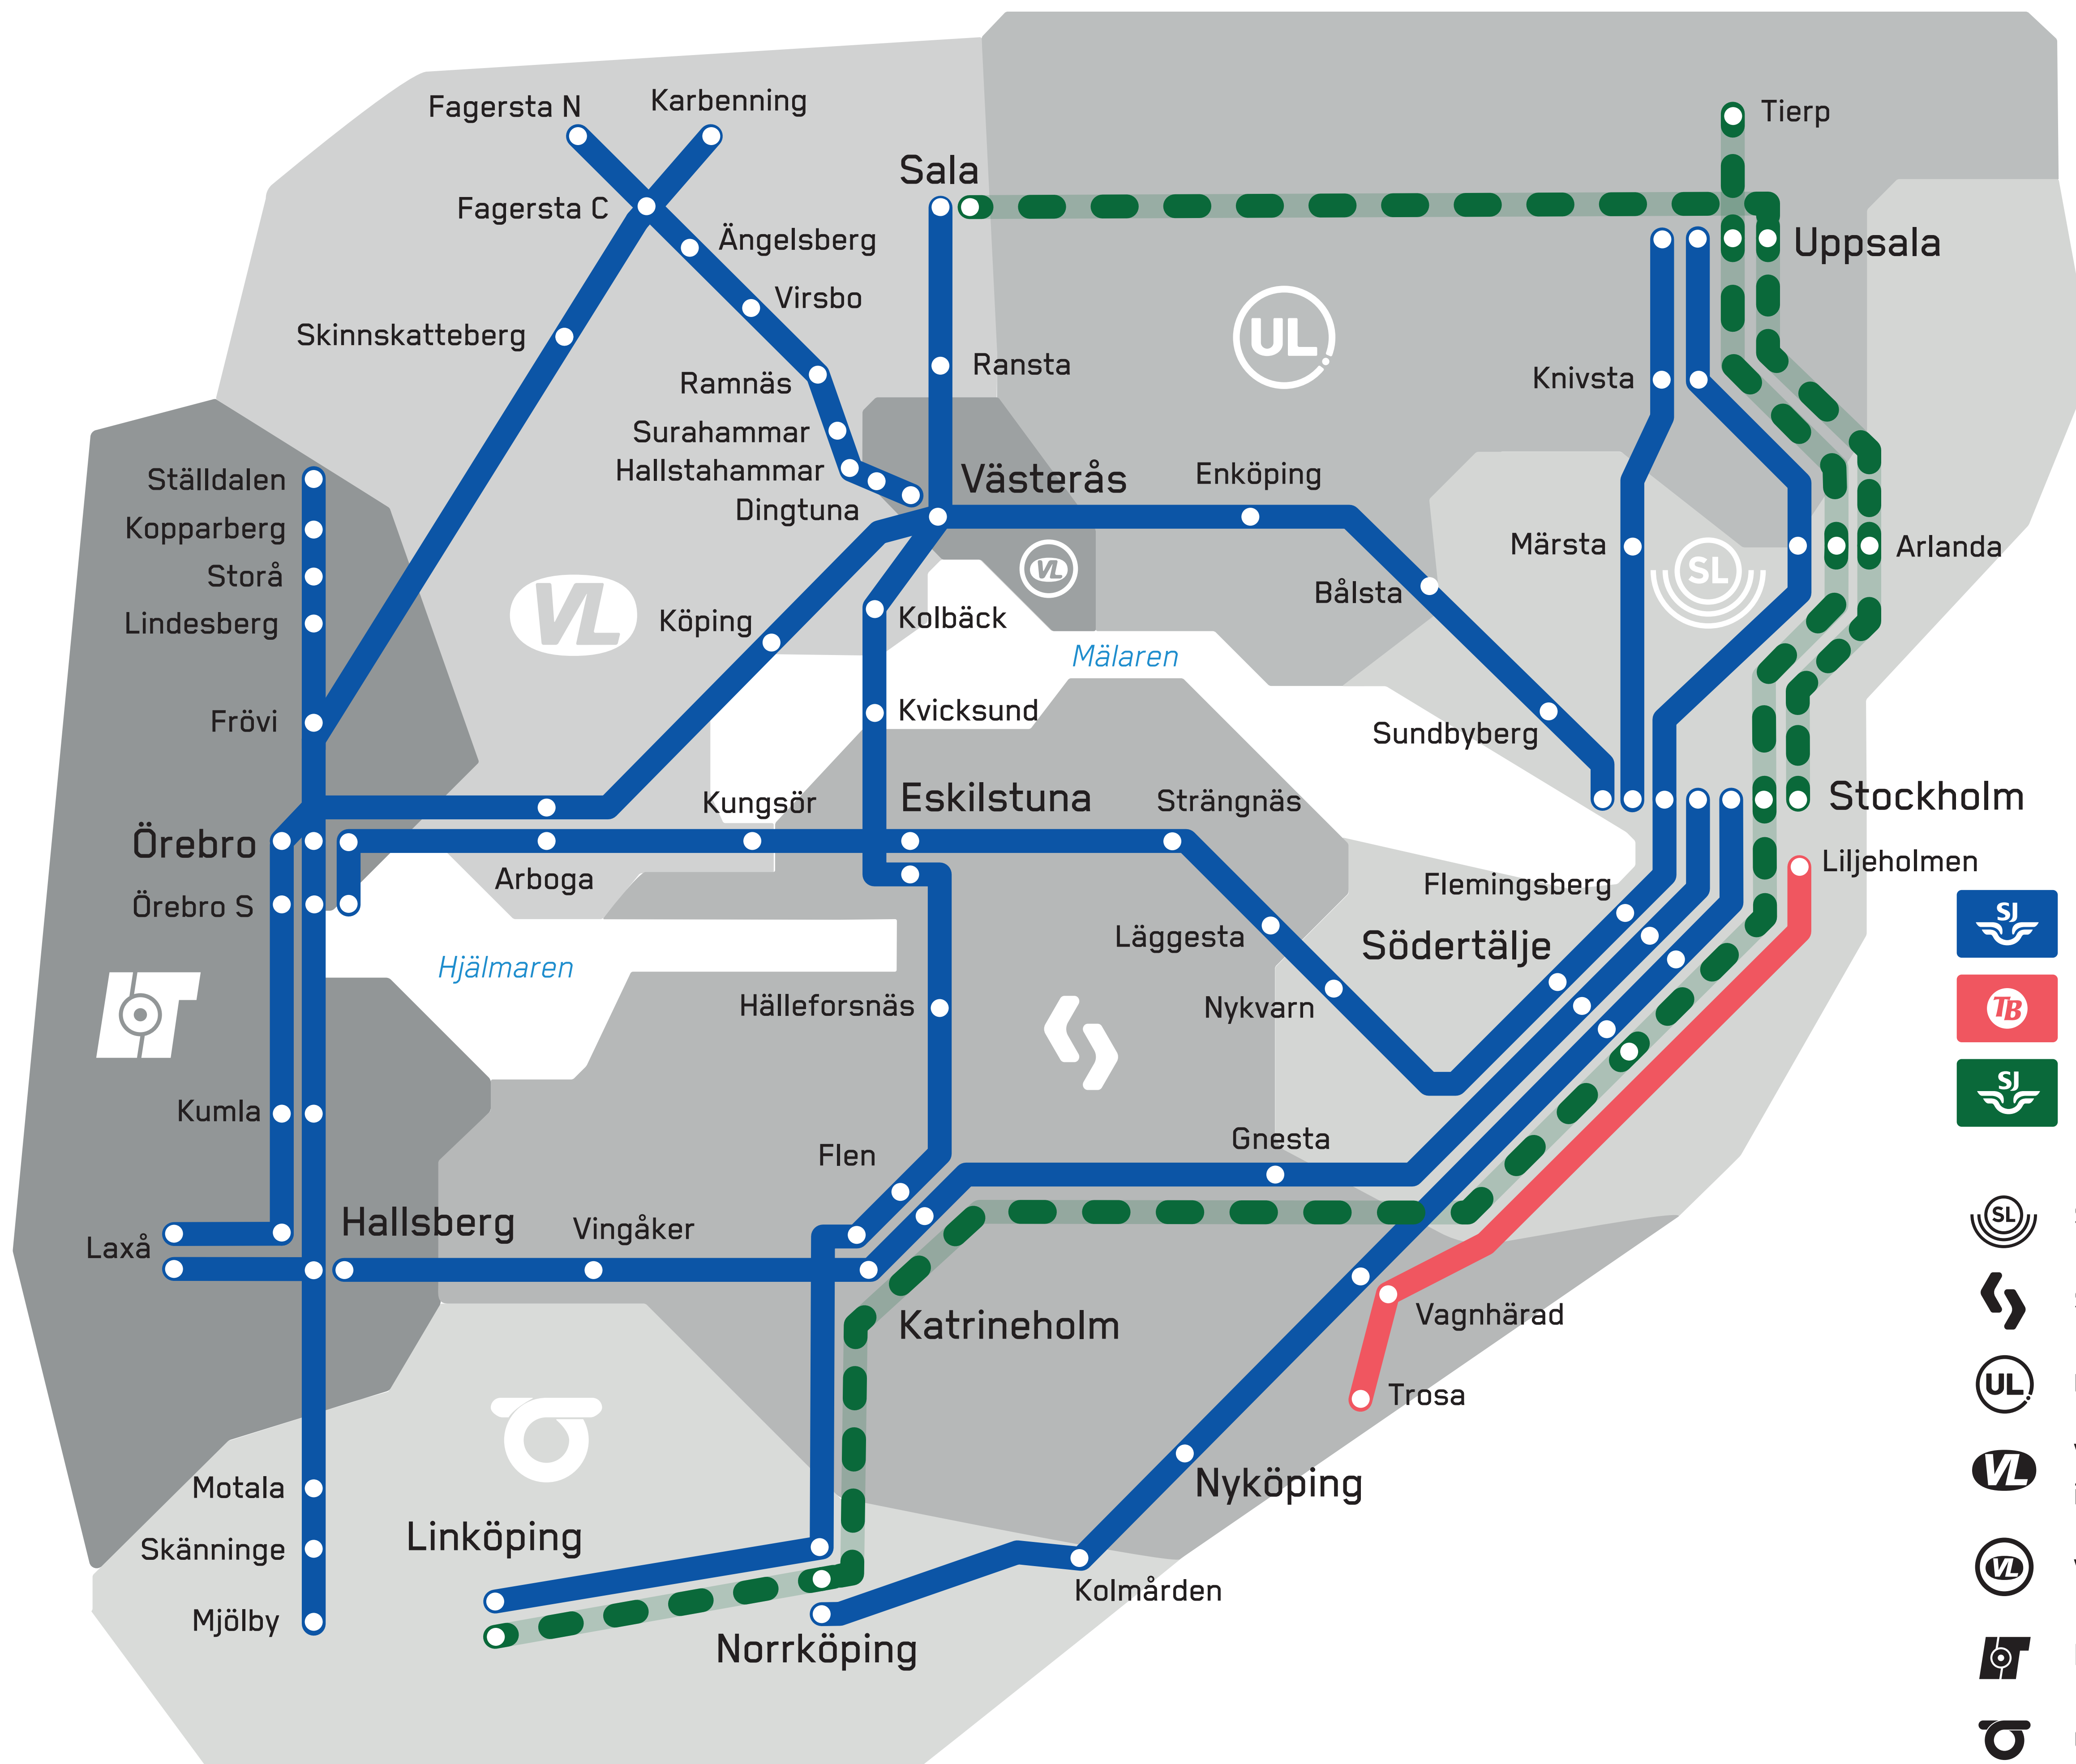 Fagersta N
Karbenning
Tierp
Sala
Fagersta C
Ängelsberg
Uppsala
Virsbo
UL
Skinnskatteberg
Ransta
Knivsta
Ramnäs
Surahammar
Hallstahammar
Ställdalen
Västerås
Enköping
Dingtuna
Kopparberg
Märsta
Arlanda
SL
VL
Storå
Bålsta
VL
Lindesberg
Köping
Kolbäck
Mälaren
Frövi
Kvicksund
Sundbyberg
Kungsör
Eskilstuna
Strängnäs
Stockholm
Örebro
Liljeholmen
Arboga
Flemingsberg
Örebro S
SJ
Läggesta
Södertälje
Hjälmaren
Hälleforsnäs
Nykvarn
TB
SJ
Kumla
Gnesta
Flen
Hallsberg
Vingåker
SL
Laxå
Katrineholm
Vagnhärad
UL
Trosa
Motala
Nyköping
VL
Linköping
Skänninge
VL
Kolmården
Mjölby
Norrköping